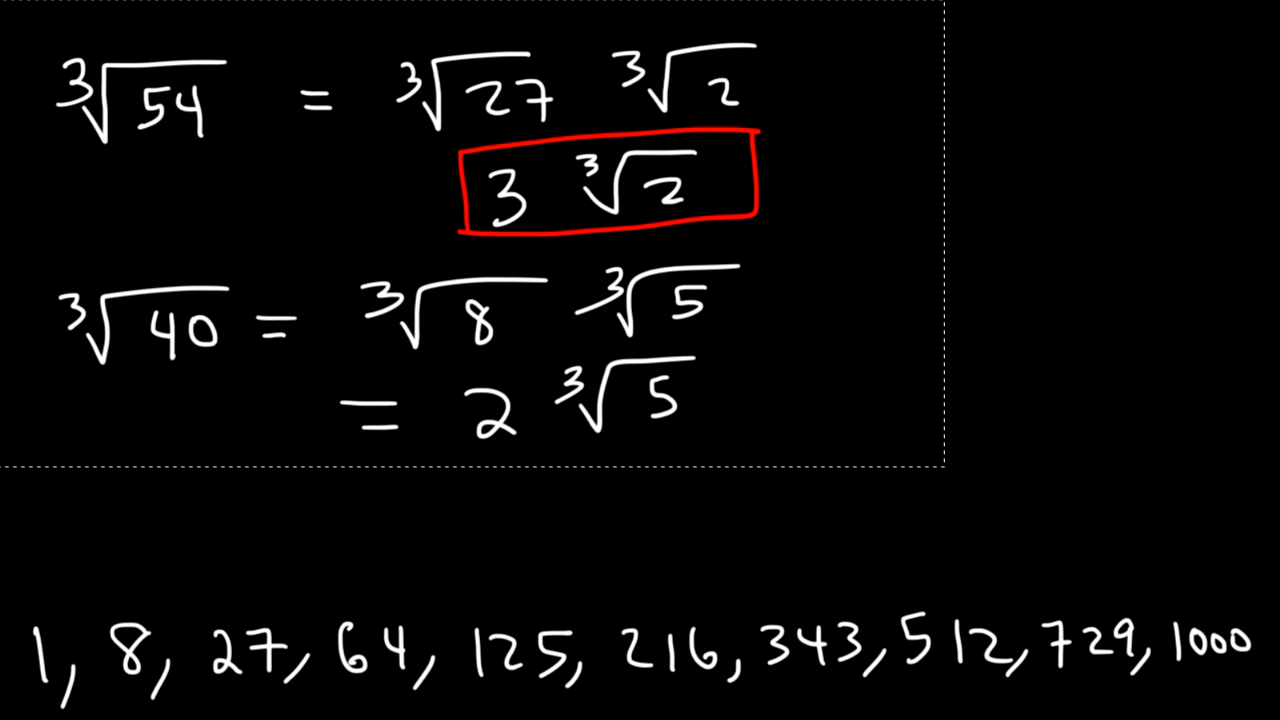 ∛54 = ∛27 ∛2
3 ∛2
∛40 = ∛8 ∛5
= 2 ∛5
1, 8, 27, 64, 125, 216, 343, 512, 729, 1000